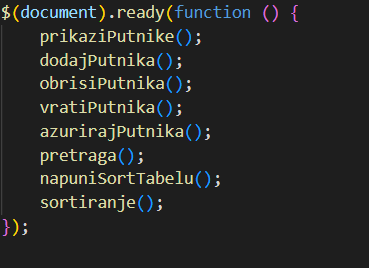 $(document).ready(function () {
    prikaziPutnike();
    dodajPutnika();
    obrisiPutnika();
    vratiPutnika();
    azurirajPutnika();
    pretraga();
    napuniSortTabelu();
    sortiranje();
});